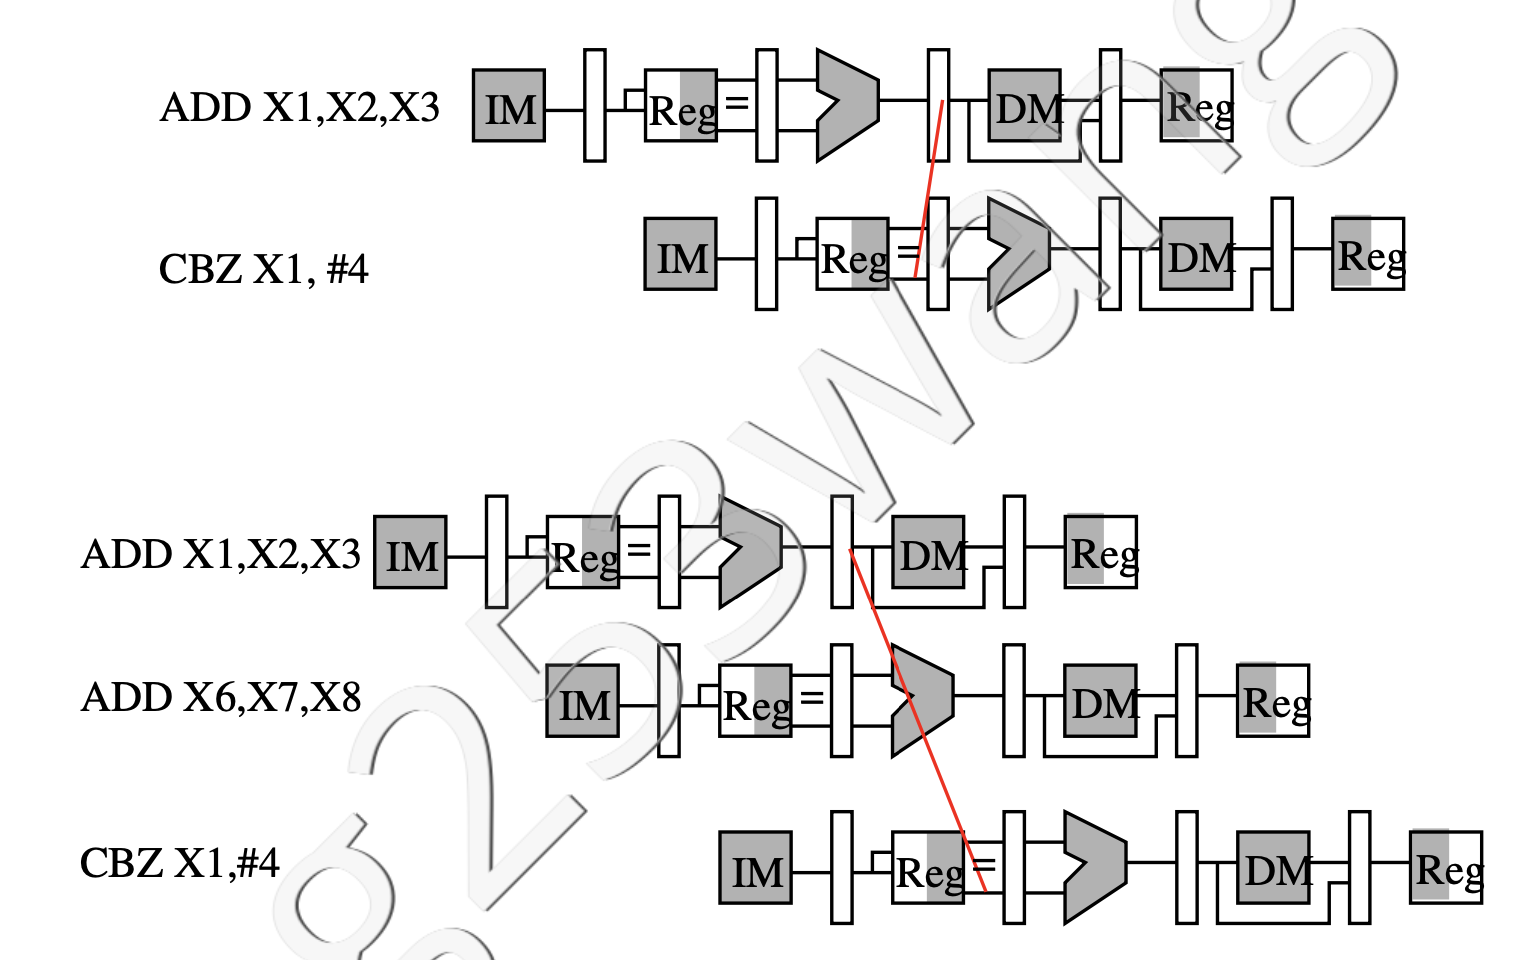 ADD X1,X2,X3 IM Reg = DM Reg
CBZ X1, #4 IM Reg = DM Reg
ADD X1,X2,X3 IM Reg = DM Reg
ADD X6,X7,X8 IM Reg = DM Reg
CBZ X1,#4 IM Reg = DM Reg
g253wang